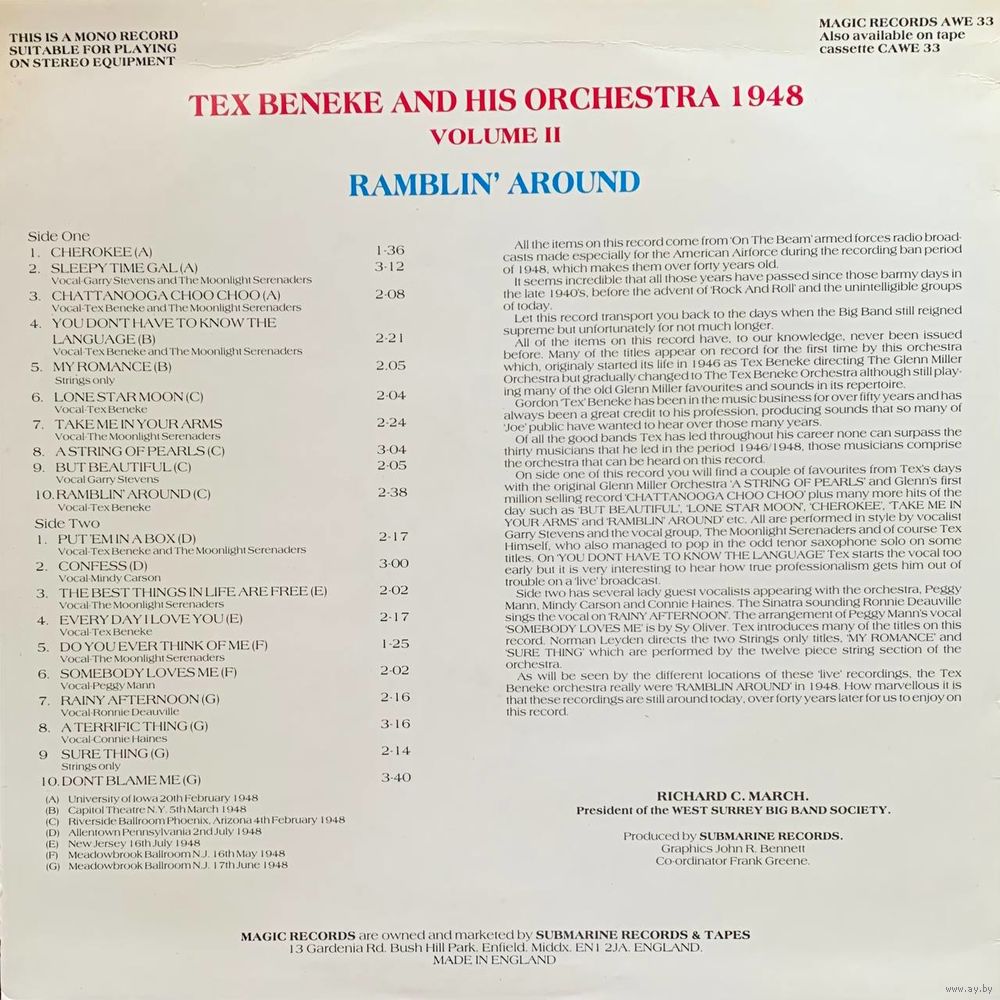 THIS IS A MONO RECORD
SUITABLE FOR PLAYING
ON STEREO EQUIPMENT
MAGIC RECORDS AWE 33
Also available on tape
cassette CAWE 33
TEX BENEKE AND HIS ORCHESTRA 1948
VOLUME II
RAMBLIN' AROUND
Side One
1. CHEROKEE (A) 1·36
2. SLEEPY TIME GAL (A) 3·12
Vocal-Garry Stevens and The Moonlight Serenaders
3. CHATTANOOGA CHOO CHOO (A) 2·08
Vocal-Tex Beneke and The Moonlight Serenaders
4. YOU DON'T HAVE TO KNOW THE
LANGUAGE (B) 2·21
Vocal-Tex Beneke and The Moonlight Serenaders
5. MY ROMANCE (B) 2.05
Strings only
6. LONE STAR MOON (C) 2·04
Vocal-Tex Beneke
7. TAKE ME IN YOUR ARMS 2·24
Vocal-The Moonlight Serenaders
8. A STRING OF PEARLS (C) 3·04
9. BUT BEAUTIFUL (C) 2·05
Vocal Garry Stevens
10. RAMBLIN' AROUND (C) 2·38
Vocal-Tex Beneke
Side Two
1. PUT'EM IN A BOX (D) 2·17
Vocal-Tex Beneke and The Moonlight Serenaders
2. CONFESS (D) 3·00
Vocal-Mindy Carson
3. THE BEST THINGS IN LIFE ARE FREE (E) 2·02
Vocal-The Moonlight Serenaders
4. EVERY DAY I LOVE YOU (E) 2·17
Vocal-Tex Beneke
5. DO YOU EVER THINK OF ME (F) 1·25
Vocal-The Moonlight Serenaders
6. SOMEBODY LOVES ME (F) 2·02
Vocal-Peggy Mann
7. RAINY AFTERNOON (G) 2·16
Vocal-Ronnie Deauville
8. A TERRIFIC THING (G) 3·16
Vocal-Connie Haines
9 SURE THING (G) 2·14
Strings only
10. DONT BLAME ME (G) 3·40
(A) University of Iowa 20th February 1948
(B) Capitol Theatre N.Y. 5th March 1948
(C) Riverside Ballroom Phoenix, Arizona 4th February 1948
(D) Allentown Pennsylvania 2nd July 1948
(E) New Jersey 16th July 1948
(F) Meadowbrook Ballroom N.J. 16th May 1948
(G) Meadowbrook Ballroom N.J. 17th June 1948
All the items on this record come from 'On The Beam' armed forces radio broad-
casts made especially for the American Airforce during the recording ban period
of 1948, which makes them over forty years old.
It seems incredible that all those years have passed since those barmy days in
the late 1940's, before the advent of 'Rock And Roll' and the unintelligible groups
of today.
Let this record transport you back to the days when the Big Band still reigned
supreme but unfortunately for not much longer.
All of the items on this record have, to our knowledge, never been issued
before. Many of the titles appear on record for the first time by this orchestra
which, originaly started its life in 1946 as Tex Beneke directing The Glenn Miller
Orchestra but gradually changed to The Tex Beneke Orchestra although still play-
ing many of the old Glenn Miller favourites and sounds in its repertoire.
Gordon 'Tex' Beneke has been in the music business for over fifty years and has
always been a great credit to his profession, producing sounds that so many of
'Joe' public have wanted to hear over those many years.
Of all the good bands Tex has led throughout his career none can surpass the
thirty musicians that he led in the period 1946/1948, those musicians comprise
the orchestra that can be heard on this record.
On side one of this record you will find a couple of favourites from Tex's days
with the original Glenn Miller Orchestra 'A STRING OF PEARLS' and Glenn's first
million selling record 'CHATTANOOGA CHOO CHOO' plus many more hits of the
day such as 'BUT BEAUTIFUL', 'LONE STAR MOON', 'CHEROKEE', 'TAKE ME IN
YOUR ARMS' and 'RAMBLIN' AROUND' etc. All are performed in style by vocalist
Garry Stevens and the vocal group, The Moonlight Serenaders and of course Tex
Himself, who also managed to pop in the odd tenor saxophone solo on some
titles. On 'YOU DONT HAVE TO KNOW THE LANGUAGE' Tex starts the vocal too
early but it is very interesting to hear how true professionalism gets him out of
trouble on a 'live' broadcast.
Side two has several lady guest vocalists appearing with the orchestra, Peggy
Mann, Mindy Carson and Connie Haines. The Sinatra sounding Ronnie Deauville
sings the vocal on 'RAINY AFTERNOON'. The arrangement of Peggy Mann's vocal
'SOMEBODY LOVES ME' is by Sy Oliver. Tex introduces many of the titles on this
record. Norman Leyden directs the two Strings only titles, 'MY ROMANCE' and
'SURE THING' which are performed by the twelve piece string section of the
orchestra.
As will be seen by the different locations of these 'live' recordings, the Tex
Beneke orchestra really were 'RAMBLIN AROUND' in 1948. How marvellous it is
that these recordings are still around today, over forty years later for us to enjoy on
this record.
RICHARD C. MARCH.
President of the WEST SURREY BIG BAND SOCIETY.
Produced by SUBMARINE RECORDS.
Graphics John R. Bennett
Co-ordinator Frank Greene.
MAGIC RECORDS are owned and marketed by SUBMARINE RECORDS & TAPES
13 Gardenia Rd. Bush Hill Park. Enfield. Middx. EN1 2JA. ENGLAND.
MADE IN ENGLAND
www.ay.by